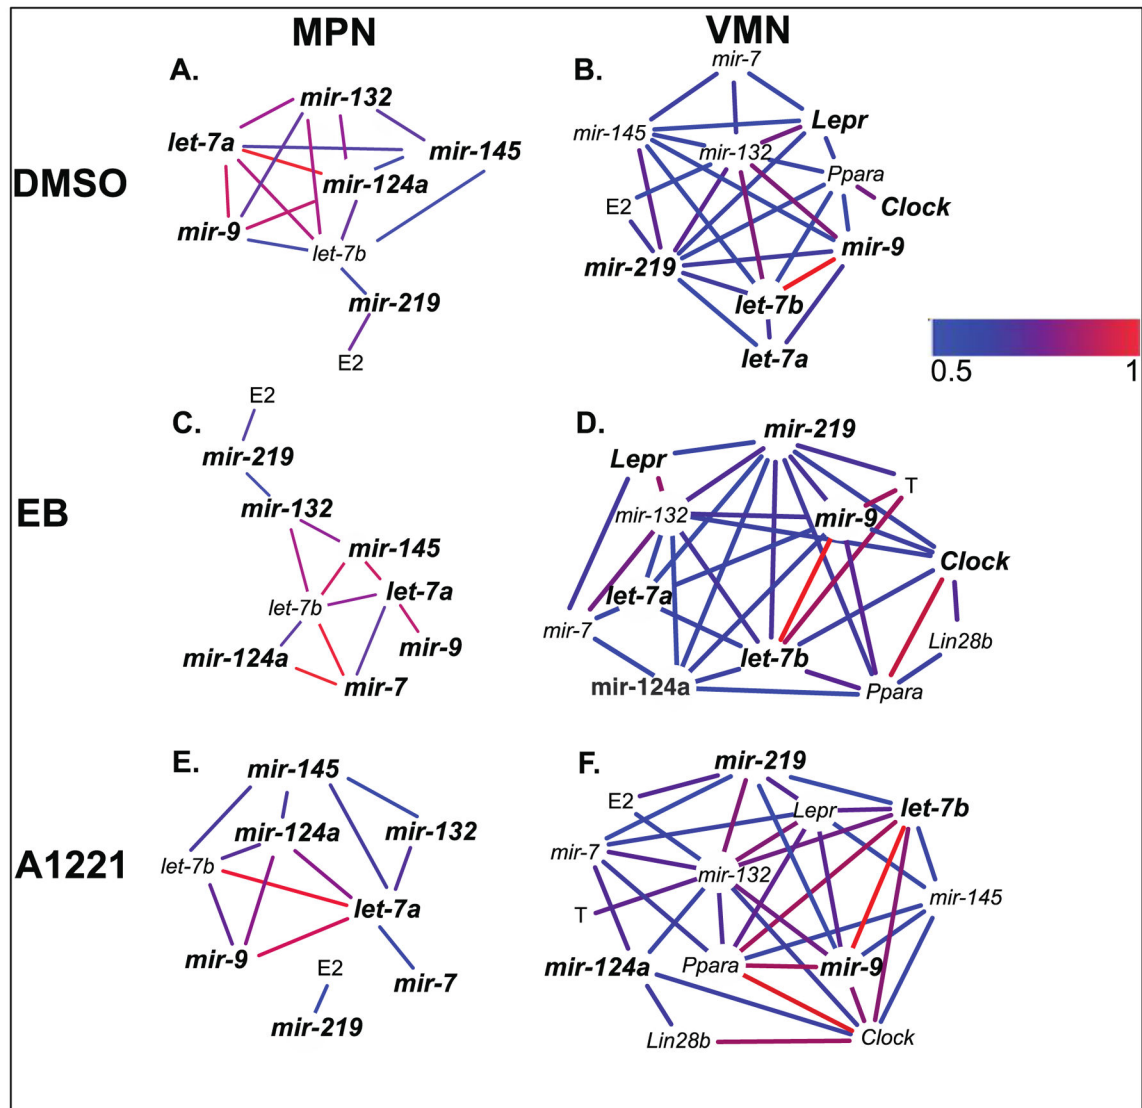 MPN
VMN
DMSO
A.
mir-132
let-7a
mir-145
mir-124a
mir-9
let-7b
mir-219
E2
B.
mir-7
mir-145
Lepr
mir-132
Ppara
E2
Clock
mir-219
mir-9
let-7b
let-7a
0.5
1
EB
C.
E2
mir-219
mir-132
mir-145
let-7b
let-7a
mir-9
mir-124a
mir-7
D.
mir-219
Lepr
T
mir-132
mir-9
Clock
let-7a
mir-7
Lin28b
let-7b
mir-124a
Ppara
A1221
E.
mir-145
mir-124a
mir-132
let-7b
let-7a
mir-9
E2
mir-7
mir-219
F.
mir-219
E2
Lepr
let-7b
mir-7
mir-132
mir-145
T
mir-124a
Ppara
mir-9
Lin28b
Clock